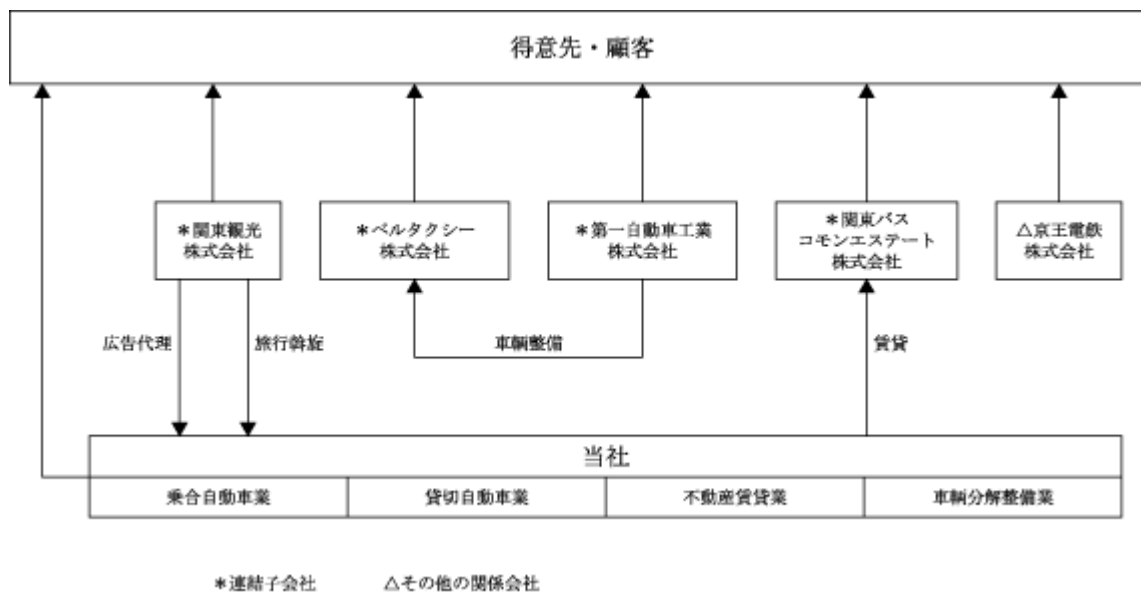 得意先・顧客
＊関東観光
株式会社
＊ベルタクシー
株式会社
＊第一自動車工業
株式会社
＊関東バス
コモンエステート
株式会社
△京王電鉄
株式会社
広告代理
旅行斡旋
車輌整備
賃貸
当社
乗合自動車業
貸切自動車業
不動産賃貸業
車輌分解整備業
＊連結子会社
△その他の関係会社